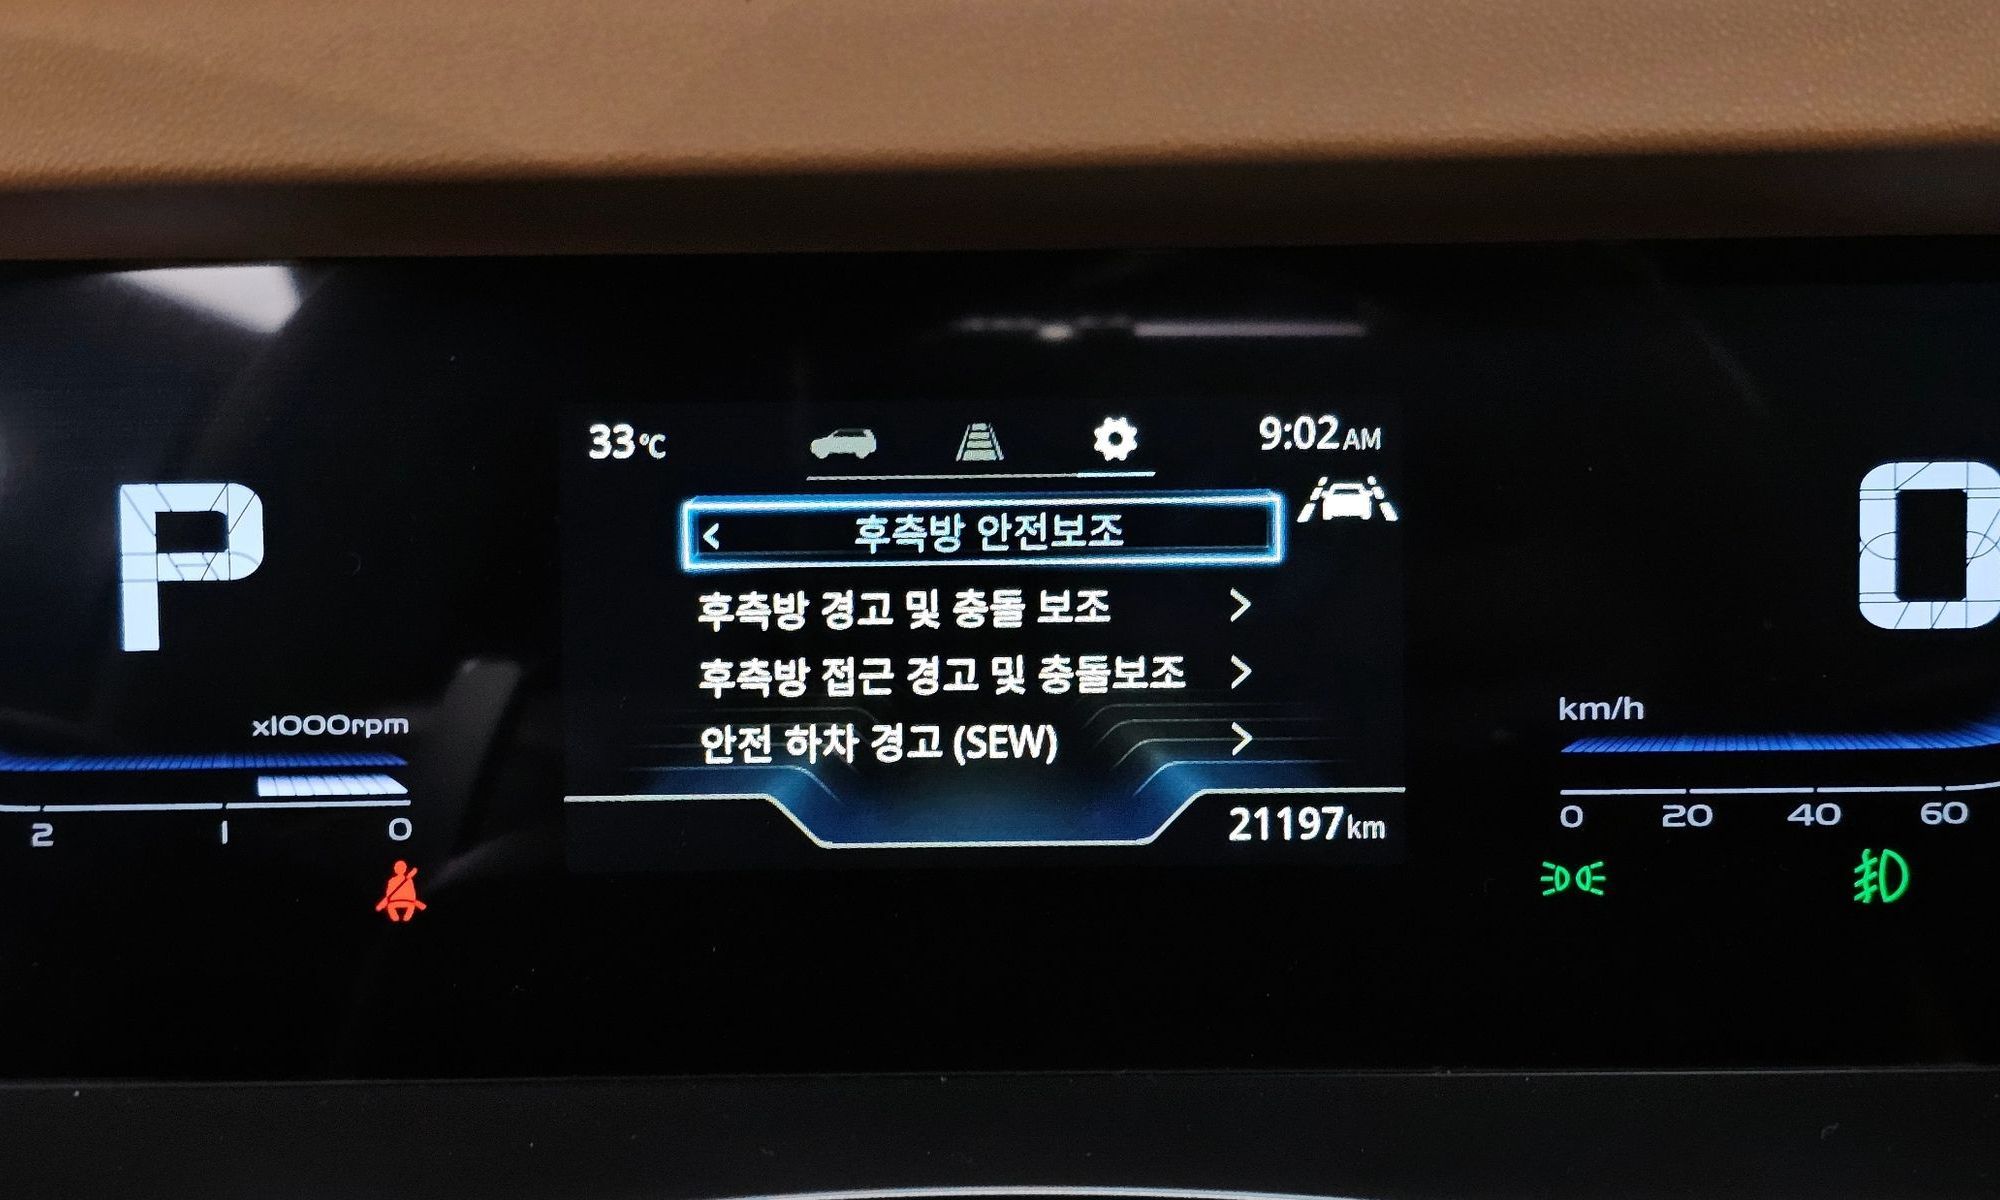 33℃
9:02AM
P
0
< 후측방 안전보조
후측방 경고 및 충돌 보조 >
후측방 접근 경고 및 충돌보조 >
안전 하차 경고 (SEW) >
x1000rpm
km/h
2 1 0
0 20 40 60
21197km